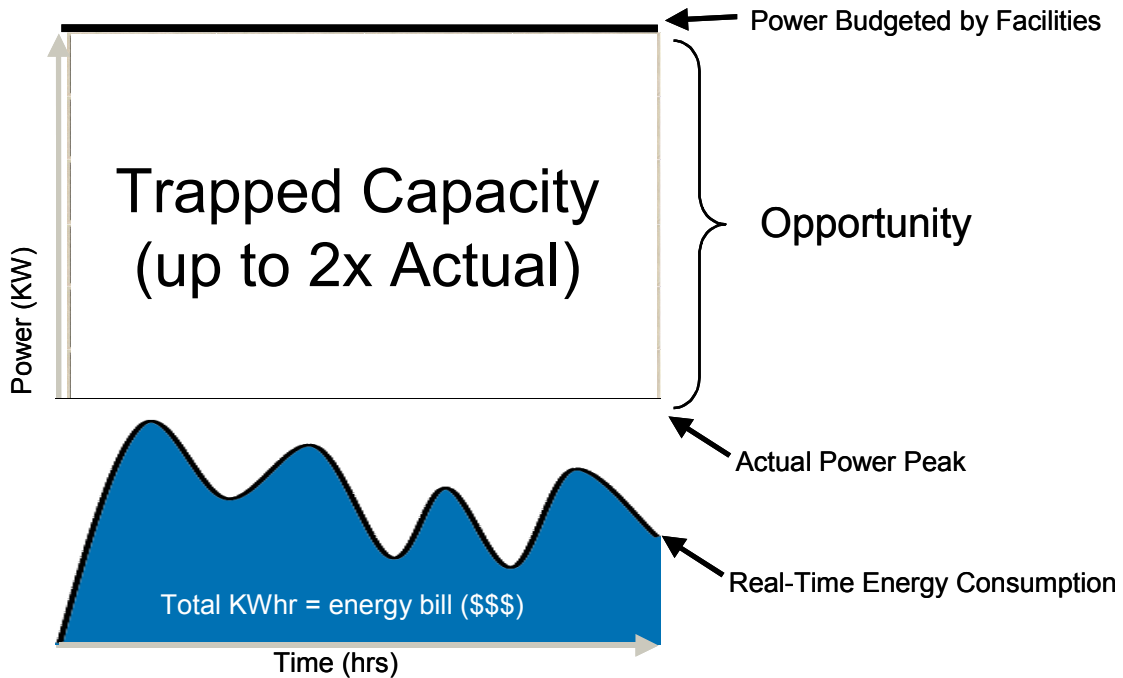 Power Budgeted by Facilities
Trapped Capacity
(up to 2x Actual)
Opportunity
Power (KW)
Actual Power Peak
Real-Time Energy Consumption
Total KWhr = energy bill ($$$)
Time (hrs)